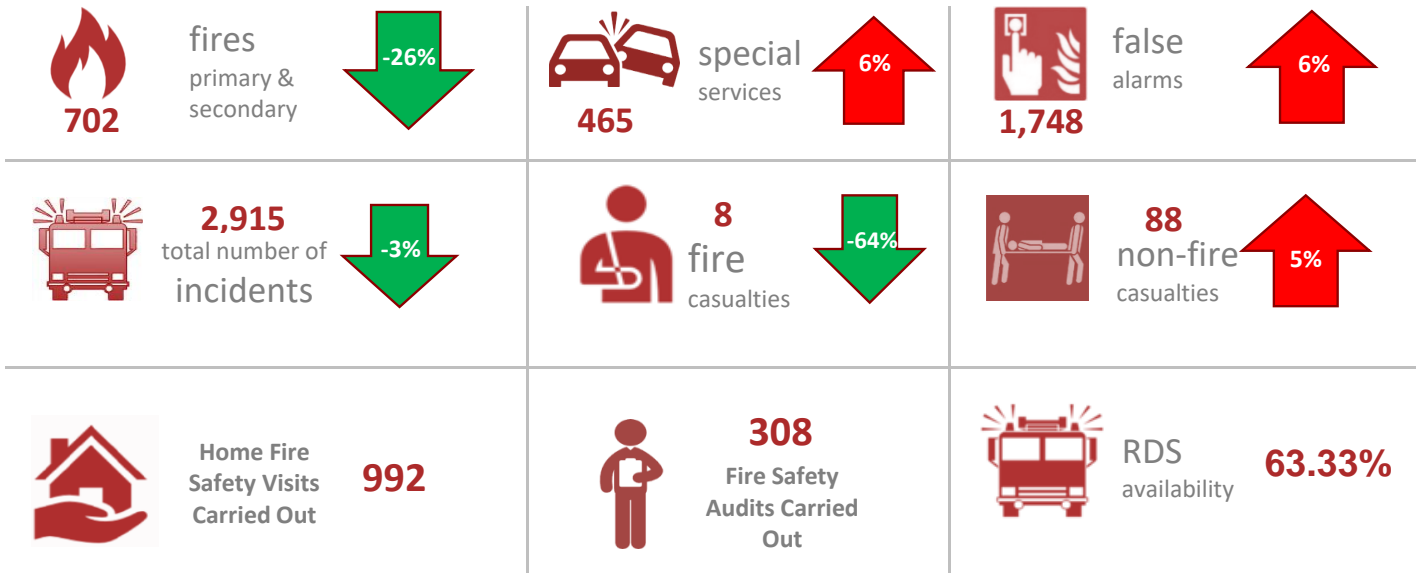 fires
primary &
secondary
702
-26%
special
services
465
6%
false
alarms
1,748
6%
2,915
total number of
incidents
-3%
8
fire
casualties
-64%
88
non-fire
casualties
5%
Home Fire
Safety Visits
Carried Out
992
308
Fire Safety
Audits Carried
Out
RDS
availability
63.33%